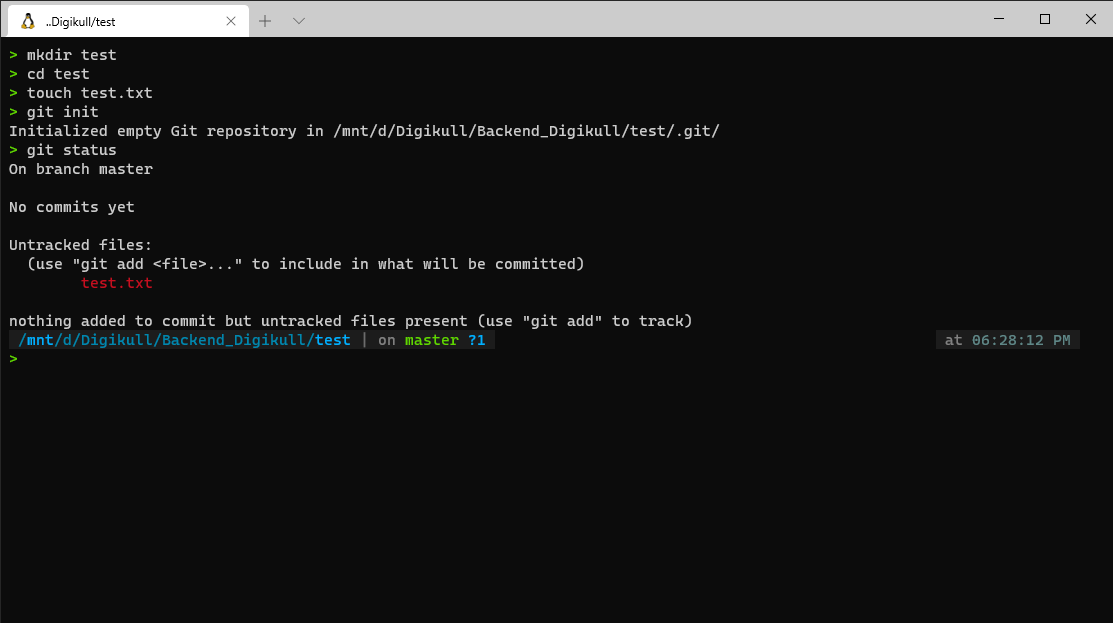 ..Digikull/test
> mkdir test
> cd test
> touch test.txt
> git init
Initialized empty Git repository in /mnt/d/Digikull/Backend_Digikull/test/.git/
> git status
On branch master
No commits yet
Untracked files:
  (use "git add <file>..." to include in what will be committed)
        test.txt
nothing added to commit but untracked files present (use "git add" to track)
/mnt/d/Digikull/Backend_Digikull/test | on master ?1 at 06:28:12 PM
>